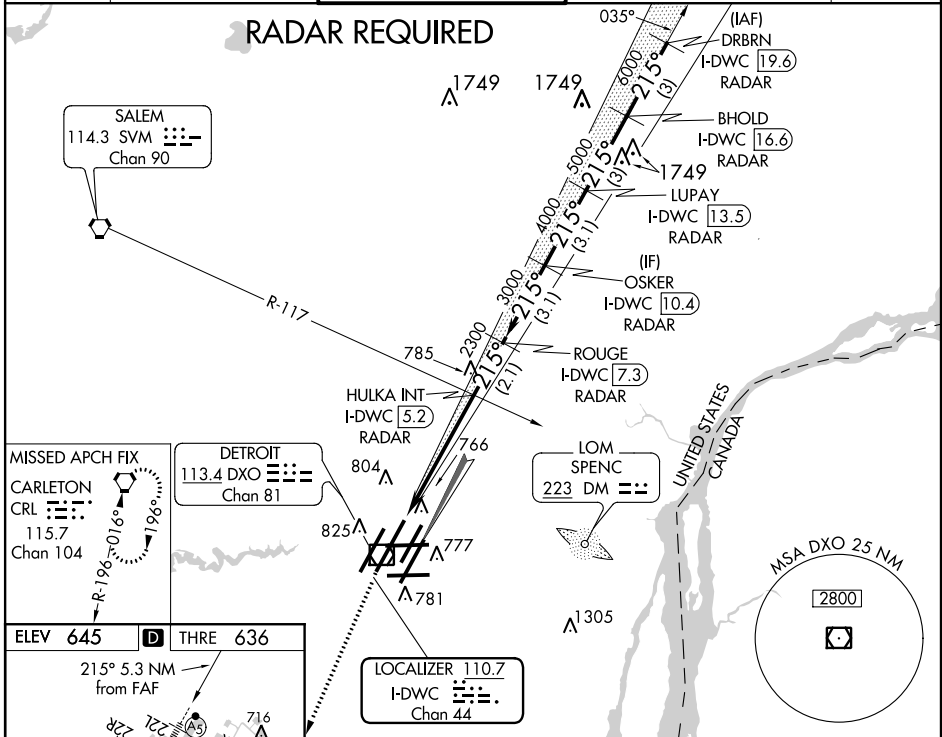 RADAR REQUIRED
035°
(IAF)
DRBRN
I-DWC 19.6
RADAR
6000
215°
(3)
1749
1749
BHOLD
I-DWC 16.6
RADAR
SALEM
114.3 SVM
Chan 90
5000
215°
(3)
1749
LUPAY
I-DWC 13.5
RADAR
4000
215°
(3.1)
(IF)
OSKER
I-DWC 10.4
RADAR
R-117
3000
215°
(3.1)
2300
785
215°
(2.1)
ROUGE
I-DWC 7.3
RADAR
HULKA INT
I-DWC 5.2
RADAR
UNITED STATES
CANADA
MISSED APCH FIX
CARLETON
CRL
115.7
Chan 104
R-196
016°
196°
DETROIT
113.4 DXO
Chan 81
804
766
LOM
SPENC
223 DM
825
777
781
1305
MSA DXO 25 NM
2800
ELEV 645 D THRE 636
215° 5.3 NM
from FAF
22R
22L
A5
716
LOCALIZER 110.7
I-DWC
Chan 44